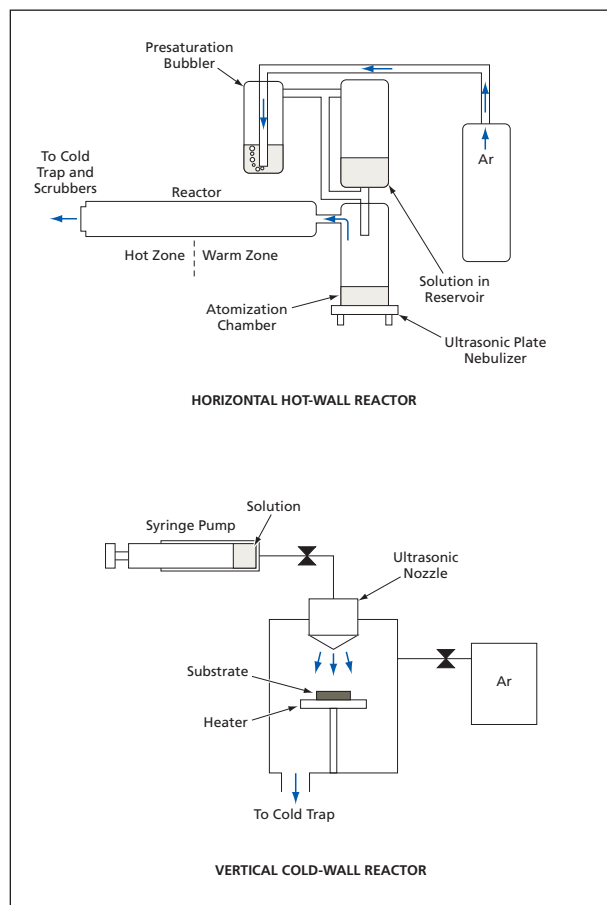 Presaturation
Bubbler
Ar
To Cold
Trap and
Scrubbers
Reactor
Hot Zone
Warm Zone
Solution in
Reservoir
Atomization
Chamber
Ultrasonic Plate
Nebulizer
HORIZONTAL HOT-WALL REACTOR
Solution
Syringe Pump
Ultrasonic
Nozzle
Substrate
Heater
Ar
To Cold Trap
VERTICAL COLD-WALL REACTOR